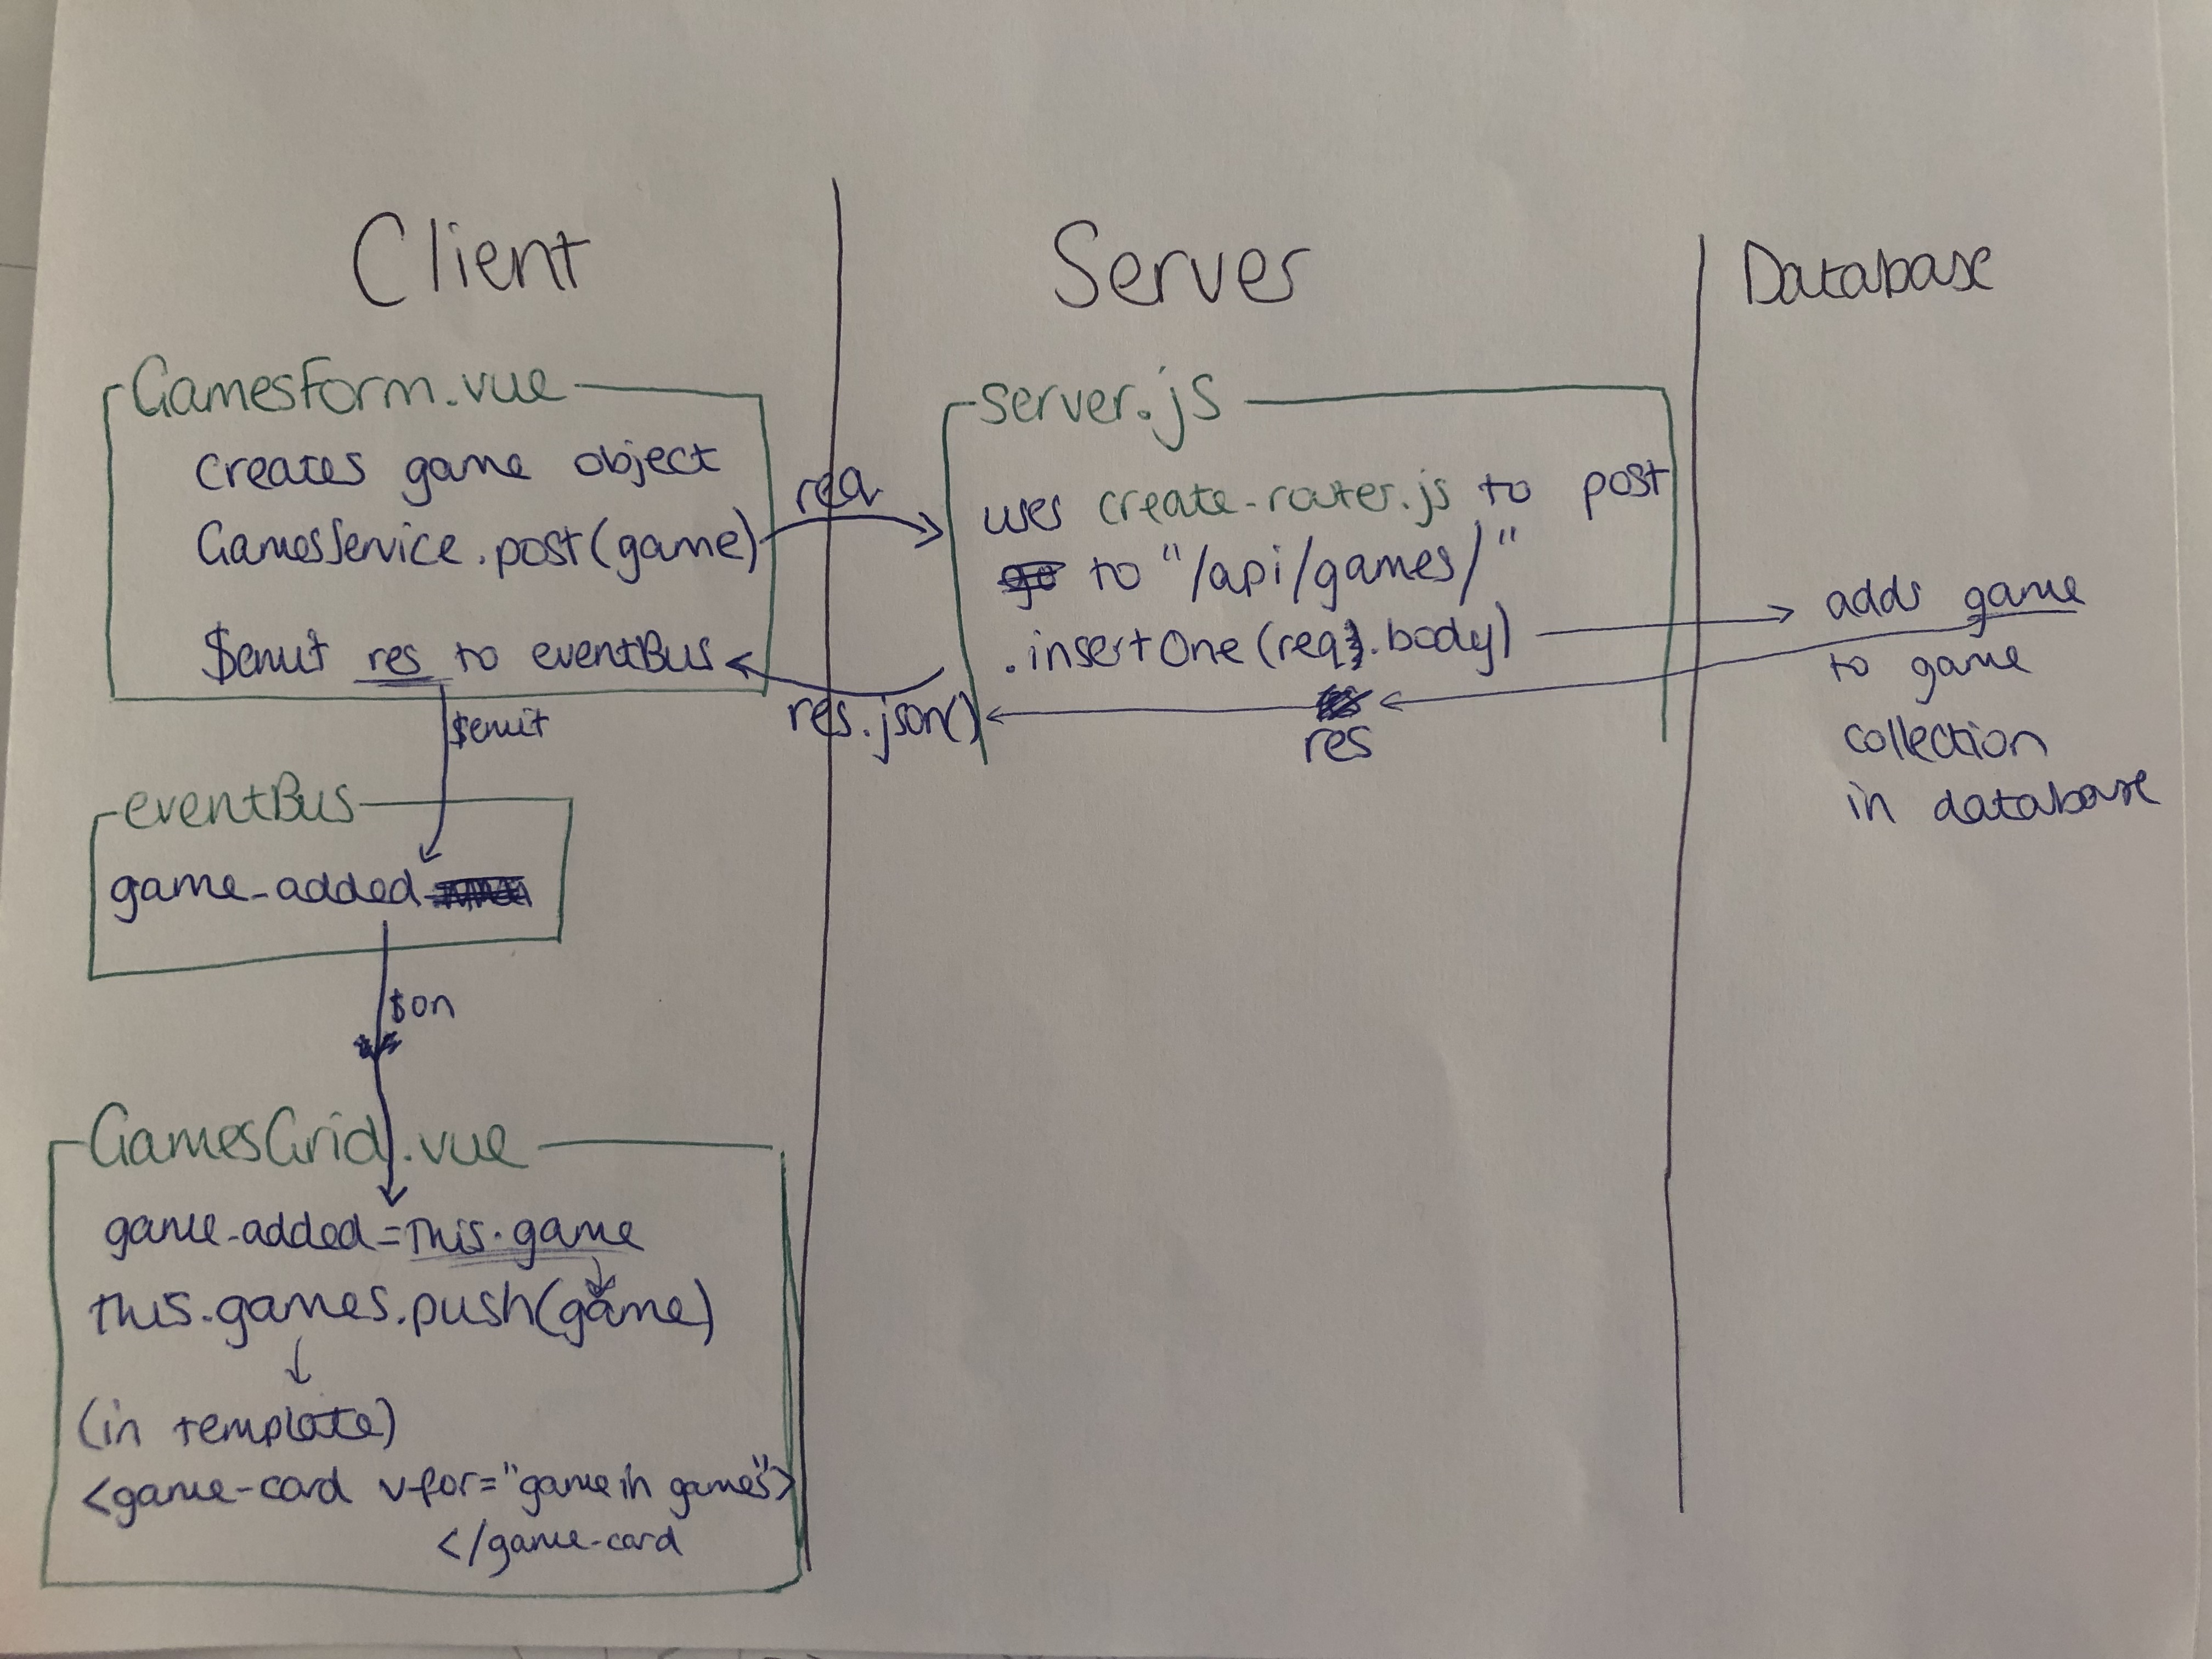 Client
Server
Database
GamesForm.vue
creates game object
GamesService.post(game)
$emit res to eventBus
req
res.json()
server.js
uses create-router.js to post
to "/api/games/"
.insertOne(req.body)
res
adds game
to game
collection
in database
$emit
eventBus
game-added
$on
GamesGrid.vue
game-added=this.game
this.games.push(game)
(in template)
<game-card v-for="game in games">
</game-card